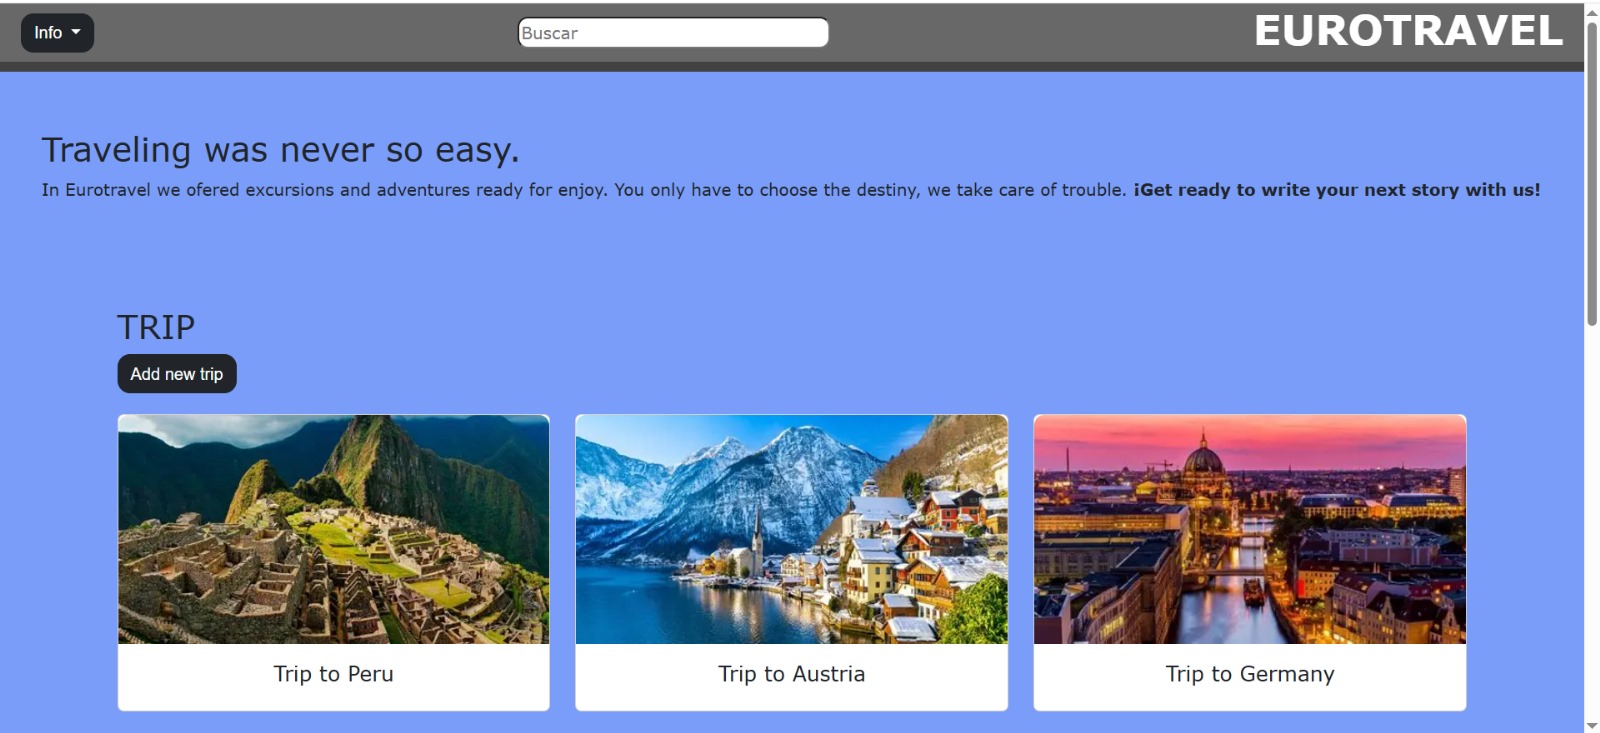 Info
Buscar
EUROTRAVEL
Traveling was never so easy.
In Eurotravel we ofered excursions and adventures ready for enjoy. You only have to choose the destiny, we take care of trouble. ¡Get ready to write your next story with us!
TRIP
Add new trip
Trip to Peru
Trip to Austria
Trip to Germany